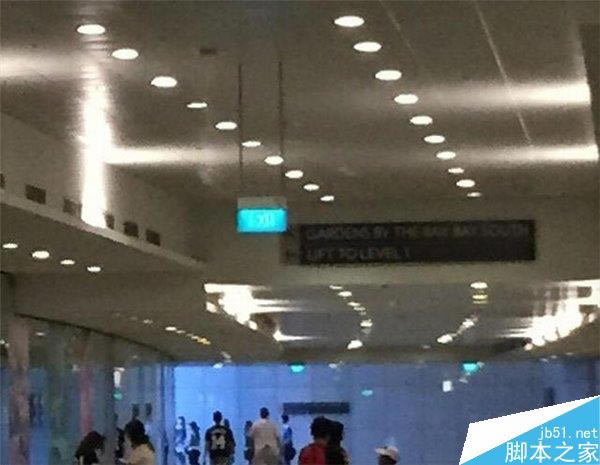 EXIT
GARDENS BY THE BAY, BAY SOUTH
LIFT TO LEVEL 1
jb51.net
脚本之家